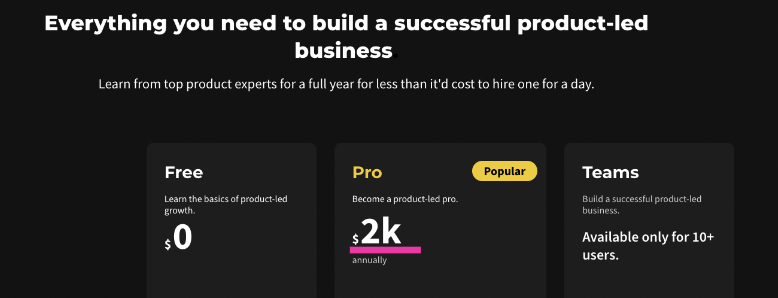 Everything you need to build a successful product-led
business.
Learn from top product experts for a full year for less than it'd cost to hire one for a day.
Free
Learn the basics of product-led
growth.
$0
Pro
Popular
Become a product-led pro.
$2k
annually
Teams
Build a successful product-led
business.
Available only for 10+
users.